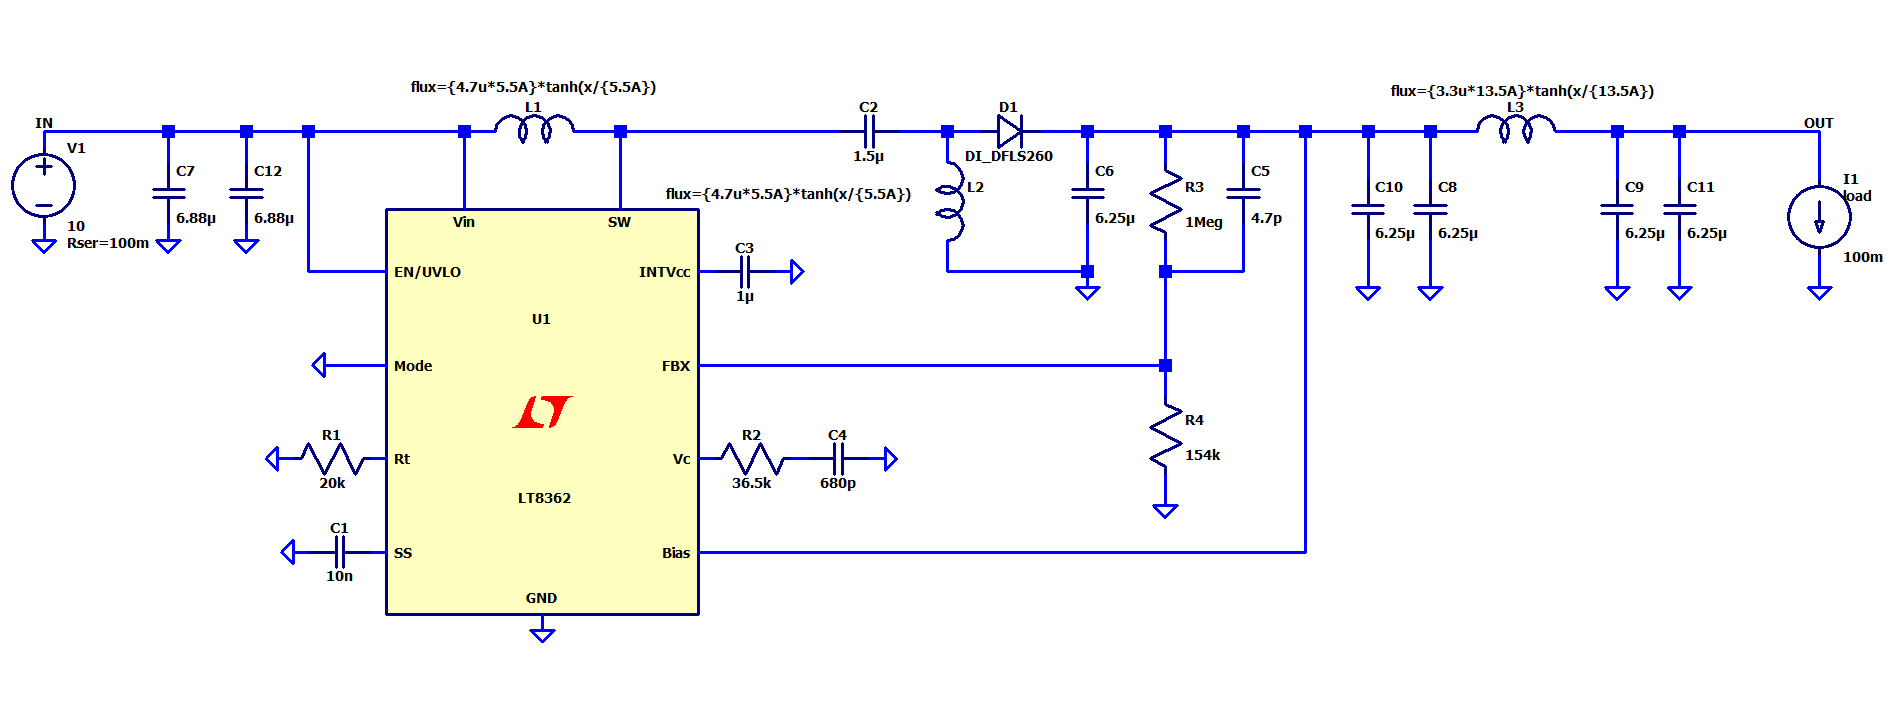 flux={4.7u*5.5A}*tanh(x/{5.5A})
flux={3.3u*13.5A}*tanh(x/{13.5A})
L1
C2
D1
L3
IN
OUT
V1
1.5µ
DI_DFLS260
C7
C12
C6
C5
I1
L2
R3
C10
C8
C9
C11
load
flux={4.7u*5.5A}*tanh(x/{5.5A})
6.88µ
6.88µ
Vin
SW
6.25µ
1Meg
4.7p
10
Rser=100m
6.25µ
6.25µ
6.25µ
6.25µ
C3
100m
EN/UVLO
INTVcc
1µ
U1
Mode
FBX
R1
R2
C4
R4
Rt
Vc
154k
20k
36.5k
680p
LT8362
C1
SS
Bias
10n
GND